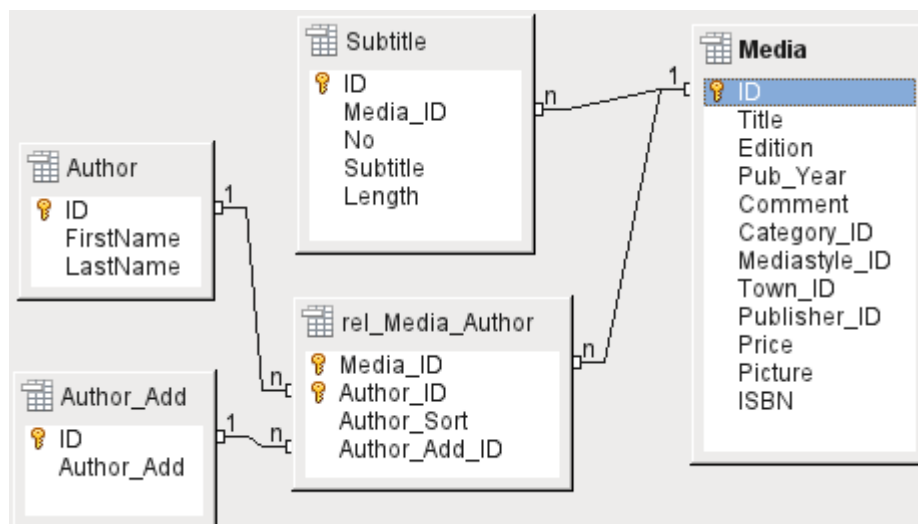 Subtitle
ID
Media_ID
No
Subtitle
Length
n
1
Media
ID
Title
Edition
Pub_Year
Comment
Category_ID
Mediastyle_ID
Town_ID
Publisher_ID
Price
Picture
ISBN
Author
ID
FirstName
LastName
1
n
rel_Media_Author
Media_ID
Author_ID
Author_Sort
Author_Add_ID
n
Author_Add
ID
Author_Add
1
n